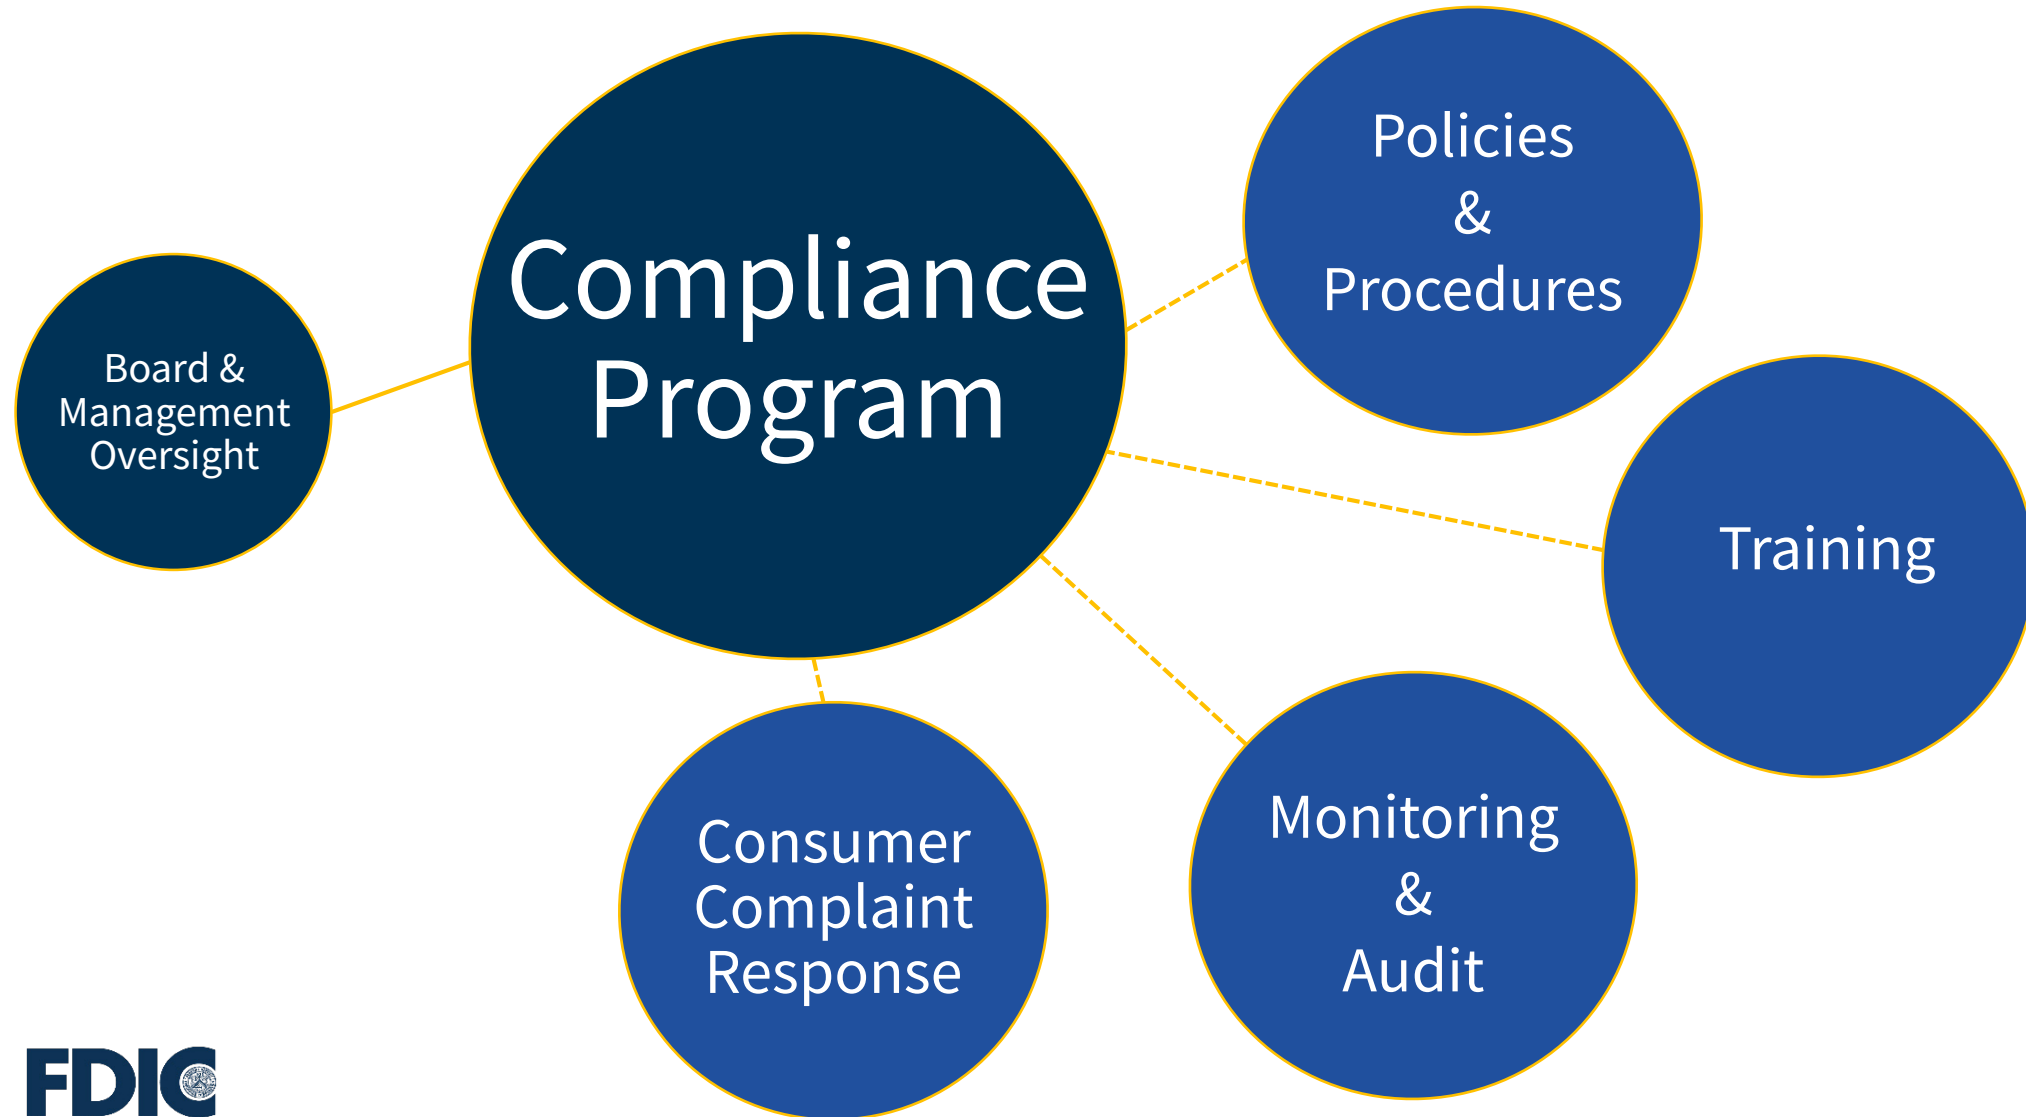 Board &
Management
Oversight
Compliance
Program
Policies
&
Procedures
Training
Monitoring
&
Audit
Consumer
Complaint
Response
FDIC